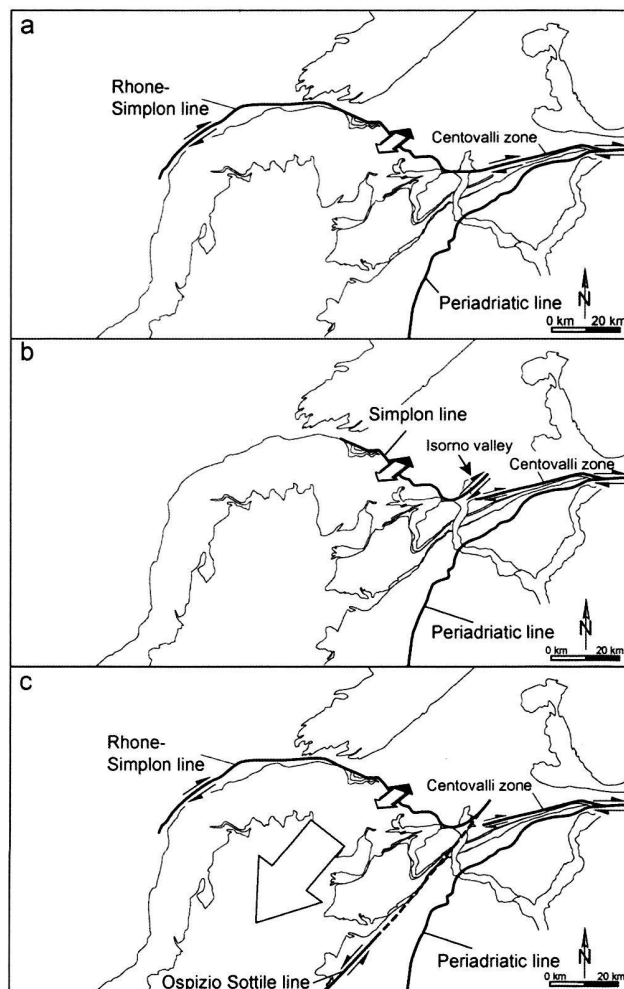 a
Rhone-
Simplon line
Centovalli zone
Periadriatic line
N
0 km 20 km
b
Simplon line
Isorno valley
Centovalli zone
Periadriatic line
N
0 km 20 km
c
Rhone-
Simplon line
Centovalli zone
Periadriatic line
Ospizio Sottile line
N
0 km 20 km